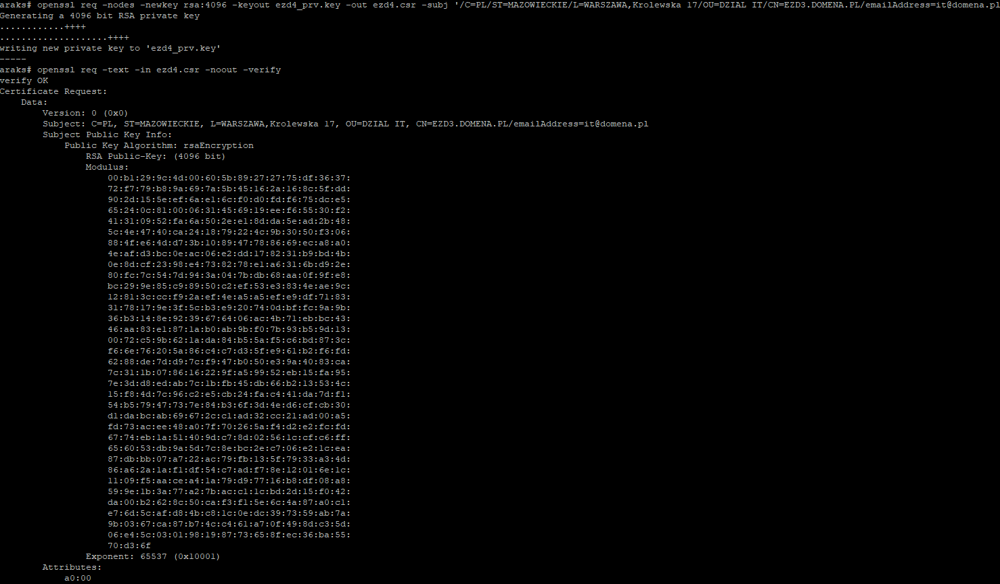 araks# openssl req -nodes -newkey rsa:4096 -keyout ezd4_prv.key -out ezd4.csr -subj '/C=PL/ST=MAZOWIECKIE/L=WARSZAWA,Krolewska 17/OU=DZIAL IT/CN=EZD3.DOMENA.PL/emailAddress=it@domena.pl
Generating a 4096 bit RSA private key
............++++
....................++++
writing new private key to 'ezd4_prv.key'
-----
araks# openssl req -text -in ezd4.csr -noout -verify
verify OK
Certificate Request:
    Data:
        Version: 0 (0x0)
        Subject: C=PL, ST=MAZOWIECKIE, L=WARSZAWA,Krolewska 17, OU=DZIAL IT, CN=EZD3.DOMENA.PL/emailAddress=it@domena.pl
        Subject Public Key Info:
            Public Key Algorithm: rsaEncryption
                RSA Public-Key: (4096 bit)
                Modulus:
                    00:b1:29:9c:4d:00:60:5b:89:27:27:75:df:36:37:
                    72:f7:79:b8:9a:69:7a:5b:45:16:2a:16:8c:5f:dd:
                    90:2d:15:5e:ef:6a:e1:6c:f0:d0:fd:f6:75:dc:e5:
                    65:24:0c:81:00:06:31:45:69:19:ee:f6:55:30:f2:
                    41:31:09:52:fa:6a:50:2e:e1:8d:da:5e:ad:2b:48:
                    5c:4e:47:40:ca:24:18:79:22:4c:9b:30:50:f3:06:
                    88:4f:e6:4d:d7:3b:10:89:47:78:86:69:ec:a8:a0:
                    4e:af:d3:bc:0e:ac:06:e2:dd:17:82:31:b9:bd:4b:
                    0e:8d:cf:23:98:e4:73:82:78:e1:a6:31:6b:d9:2e:
                    80:fc:7c:54:7d:94:3a:04:7b:db:68:aa:0f:9f:e8:
                    bc:29:9e:85:c9:89:50:c2:ef:53:e3:83:4e:ae:9c:
                    12:81:3c:cc:f9:2a:ef:4e:a5:a5:ef:e9:df:71:83:
                    31:78:17:9e:3f:5c:b3:e9:20:74:0d:bf:fc:9a:9b:
                    36:b3:14:8e:92:39:67:64:06:ac:4b:71:eb:bc:43:
                    46:aa:83:e1:87:1a:b0:ab:9b:f0:7b:93:b5:9d:13:
                    00:72:c5:9b:62:1a:da:84:b5:5a:f5:c6:bd:87:3c:
                    f6:6e:76:20:5a:86:c4:c7:d3:5f:e9:61:b2:f6:fd:
                    62:88:de:7d:d9:7c:f9:47:b0:50:e3:9a:40:83:ca:
                    7c:31:1b:07:86:16:22:9f:a5:99:52:eb:15:fa:95:
                    7e:3d:d8:ed:ab:7c:1b:fb:45:db:66:b2:13:53:4c:
                    15:f8:4d:7c:96:c2:e5:cb:24:fa:c4:41:da:7d:f1:
                    54:b5:79:47:73:7e:84:b3:6f:3d:4e:d6:cf:cb:30:
                    d1:da:bc:ab:69:67:2c:c1:ad:32:cc:21:ad:00:a5:
                    fd:73:ac:ee:48:a0:7f:70:26:5a:f4:d2:e2:fc:fd:
                    67:74:eb:1a:51:40:9d:c7:8d:02:56:1c:cf:c6:ff:
                    65:60:53:db:9a:5d:7c:8e:bc:2e:c7:06:e2:1c:ea:
                    87:db:bb:07:a7:22:ac:79:fb:13:5f:79:33:a3:4d:
                    86:a6:2a:1a:f1:df:54:c7:ad:f7:8e:12:01:6e:1c:
                    11:09:f5:aa:ce:a4:1a:79:d9:77:16:b8:df:08:a8:
                    59:9e:1b:3a:77:a2:7b:ac:c1:1c:bd:2d:15:f0:42:
                    da:00:b2:62:8c:50:ca:f3:f1:5e:6c:4a:87:a0:c1:
                    e7:6d:5c:af:d8:4b:c8:1c:0e:dc:39:73:59:ab:7a:
                    9b:03:67:ca:87:b7:4c:c4:61:a7:0f:49:8d:c3:5d:
                    06:e4:5c:03:01:98:19:87:73:65:8f:ec:36:ba:55:
                    70:d3:6f
                Exponent: 65537 (0x10001)
        Attributes:
            a0:00